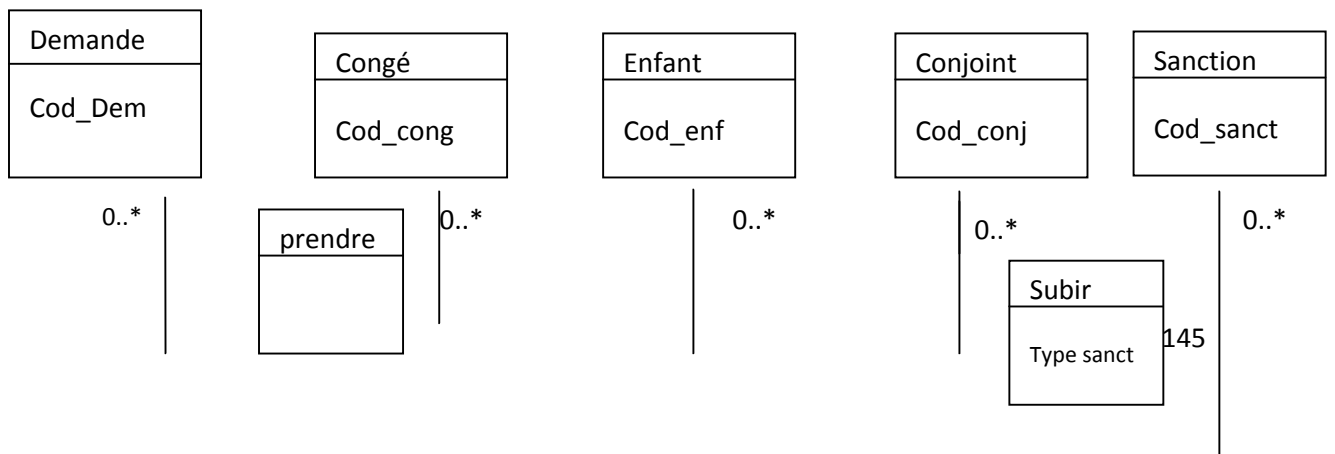 Demande
Cod_Dem
Congé
Cod_cong
Enfant
Cod_enf
Conjoint
Cod_conj
Sanction
Cod_sanct
0..*
0..*
0..*
0..*
0..*
prendre
Subir
Type sanct
145